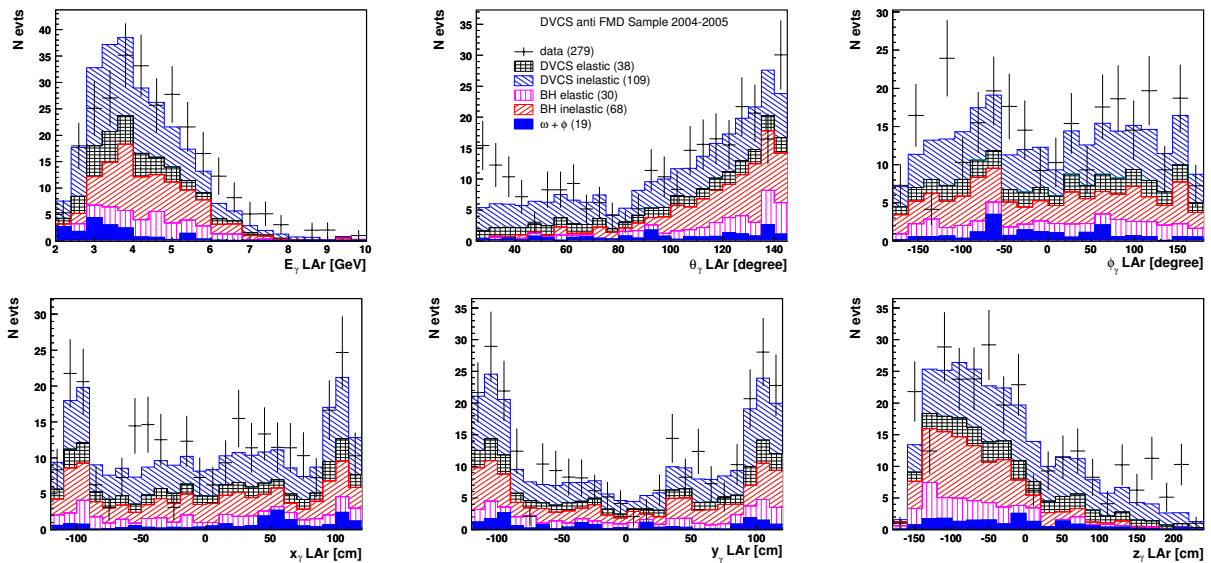 N evts
40
35
30
25
20
15
10
5
0
2 3 4 5 6 7 8 9 10
E γ LAr [GeV]
N evts
35
30
25
20
15
10
5
0
DVCS anti FMD Sample 2004-2005
data (279)
DVCS elastic (38)
DVCS inelastic (109)
BH elastic (30)
BH inelastic (68)
ω + ϕ (19)
40 60 80 100 120 140
θ γ LAr [degree]
N evts
30
25
20
15
10
5
0
-150 -100 -50 0 50 100 150
ϕ γ LAr [degree]
N evts
30
25
20
15
10
5
0
-100 -50 0 50 100
x γ LAr [cm]
N evts
35
30
25
20
15
10
5
0
-100 -50 0 50 100
y γ LAr [cm]
N evts
35
30
25
20
15
10
5
0
-150 -100 -50 0 50 100 150 200
z γ LAr [cm]